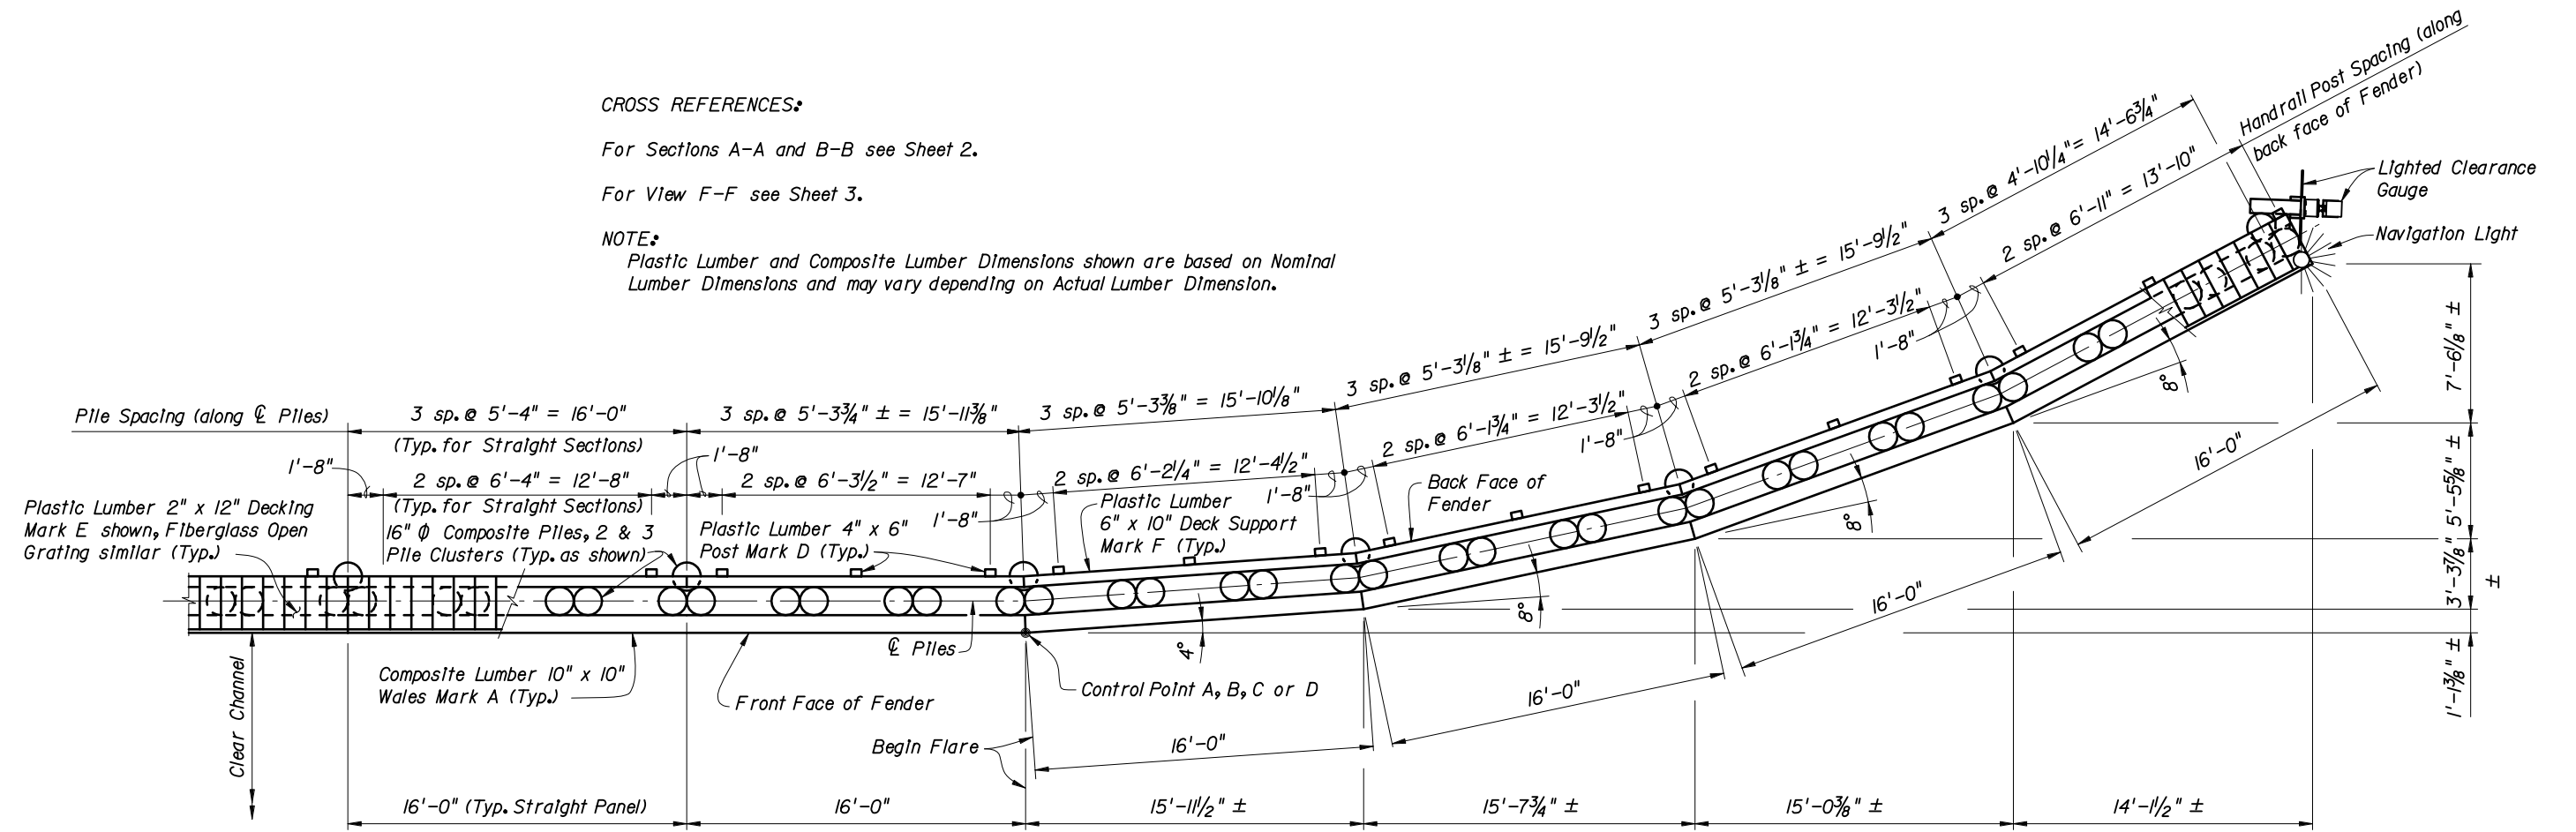 CROSS REFERENCES:
For Sections A-A and B-B see Sheet 2.
For View F-F see Sheet 3.
NOTE:
Plastic Lumber and Composite Lumber Dimensions shown are based on Nominal
Lumber Dimensions and may vary depending on Actual Lumber Dimension.
Handrail Post Spacing (along
back face of Fender)
Lighted Clearance
Gauge
Navigation Light
3 sp.@ 4'-10¼"= 14'-6¾"
2 sp.@ 6'-11" = 13'-10"
3 sp.@ 5'-3⅛" ± = 15'-9½"
2 sp.@ 6'-1¾" = 12'-3½"
1'-8"
3 sp.@ 5'-3⅛" ± = 15'-9½"
2 sp.@ 6'-1¾" = 12'-3½"
1'-8"
3 sp.@ 5'-3⅜" = 15'-10⅛"
2 sp.@ 6'-2¼" = 12'-4½"
1'-8"
Pile Spacing (along ℄ Piles)
3 sp.@ 5'-4" = 16'-0"
(Typ. for Straight Sections)
3 sp.@ 5'-3¾" ± = 15'-11⅜"
1'-8"
1'-8"
2 sp.@ 6'-4" = 12'-8"
(Typ. for Straight Sections)
2 sp.@ 6'-3½" = 12'-7"
1'-8"
Plastic Lumber 2" x 12" Decking
Mark E shown, Fiberglass Open
Grating similar (Typ.)
16" ϕ Composite Piles, 2 & 3
Pile Clusters (Typ. as shown)
Plastic Lumber 4" x 6"
Post Mark D (Typ.)
Plastic Lumber
6" x 10" Deck Support
Mark F (Typ.)
Back Face of
Fender
℄ Piles
4°
8°
8°
8°
Composite Lumber 10" x 10"
Wales Mark A (Typ.)
Front Face of Fender
Control Point A, B, C or D
Begin Flare
Clear Channel
16'-0"
16'-0"
16'-0"
16'-0"
7'-6⅛" ±
5'-5⅝" ±
3'-3⅞"
±
1'-1⅜" ±
16'-0" (Typ. Straight Panel)
16'-0"
15'-11½" ±
15'-7¾" ±
15'-0⅜" ±
14'-1½" ±